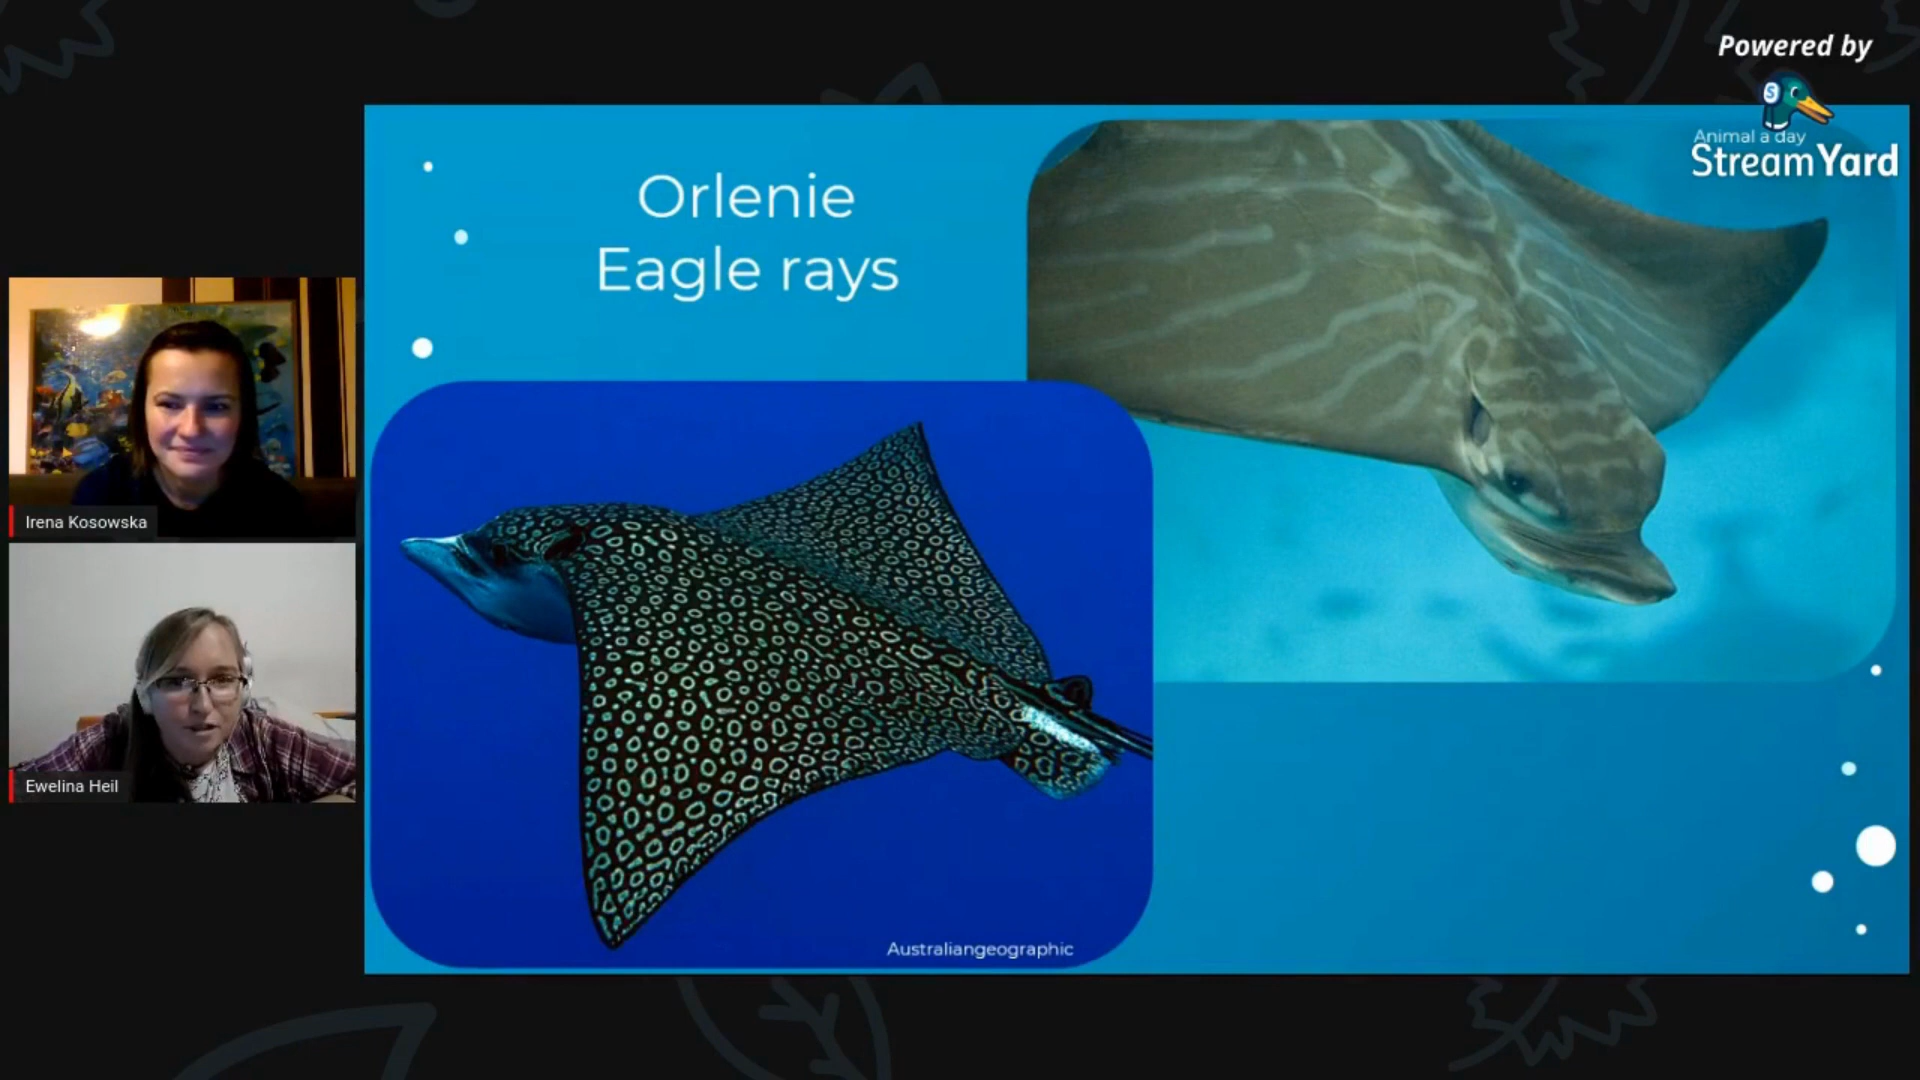 Powered by
Animal a day
StreamYard
Orlenie
Eagle rays
Irena Kosowska
Ewelina Heil
Australiangeographic